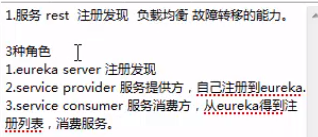 1.服务 rest 注册发现 负载均衡 故障转移的能力。
3种角色
1.eureka server 注册发现
2.service provider 服务提供方，自己注册到eureka.
3.service consumer 服务消费方，从eureka得到注
册列表，消费服务。